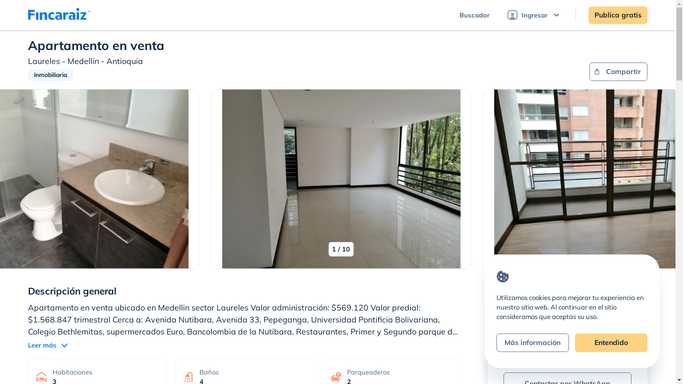 Fincaraiz
Buscador
Ingresar
Publica gratis
Apartamento en venta
Laureles - Medellín - Antioquia
Inmobiliaria
Compartir
1 / 10
Descripción general
Apartamento en venta ubicado en Medellin sector Laureles Valor administración: $569.120 Valor predial:
$1.568.847 trimestral Cerca a: Avenida Nutibara, Avenida 33, Pepeganga, Universidad Pontificia Bolivariana,
Colegio Bethlemitas, supermercados Euro, Bancolombia de la Nutibara, Restaurantes, Primer y Segundo parque d...
Leer más
Habitaciones
3
Baños
4
Parqueaderos
2
Utilizamos cookies para mejorar tu experiencia en
nuestro sitio web. Al continuar en el sitio
consideramos que aceptas su uso.
Más información
Entendido
Contactar por WhatsApp